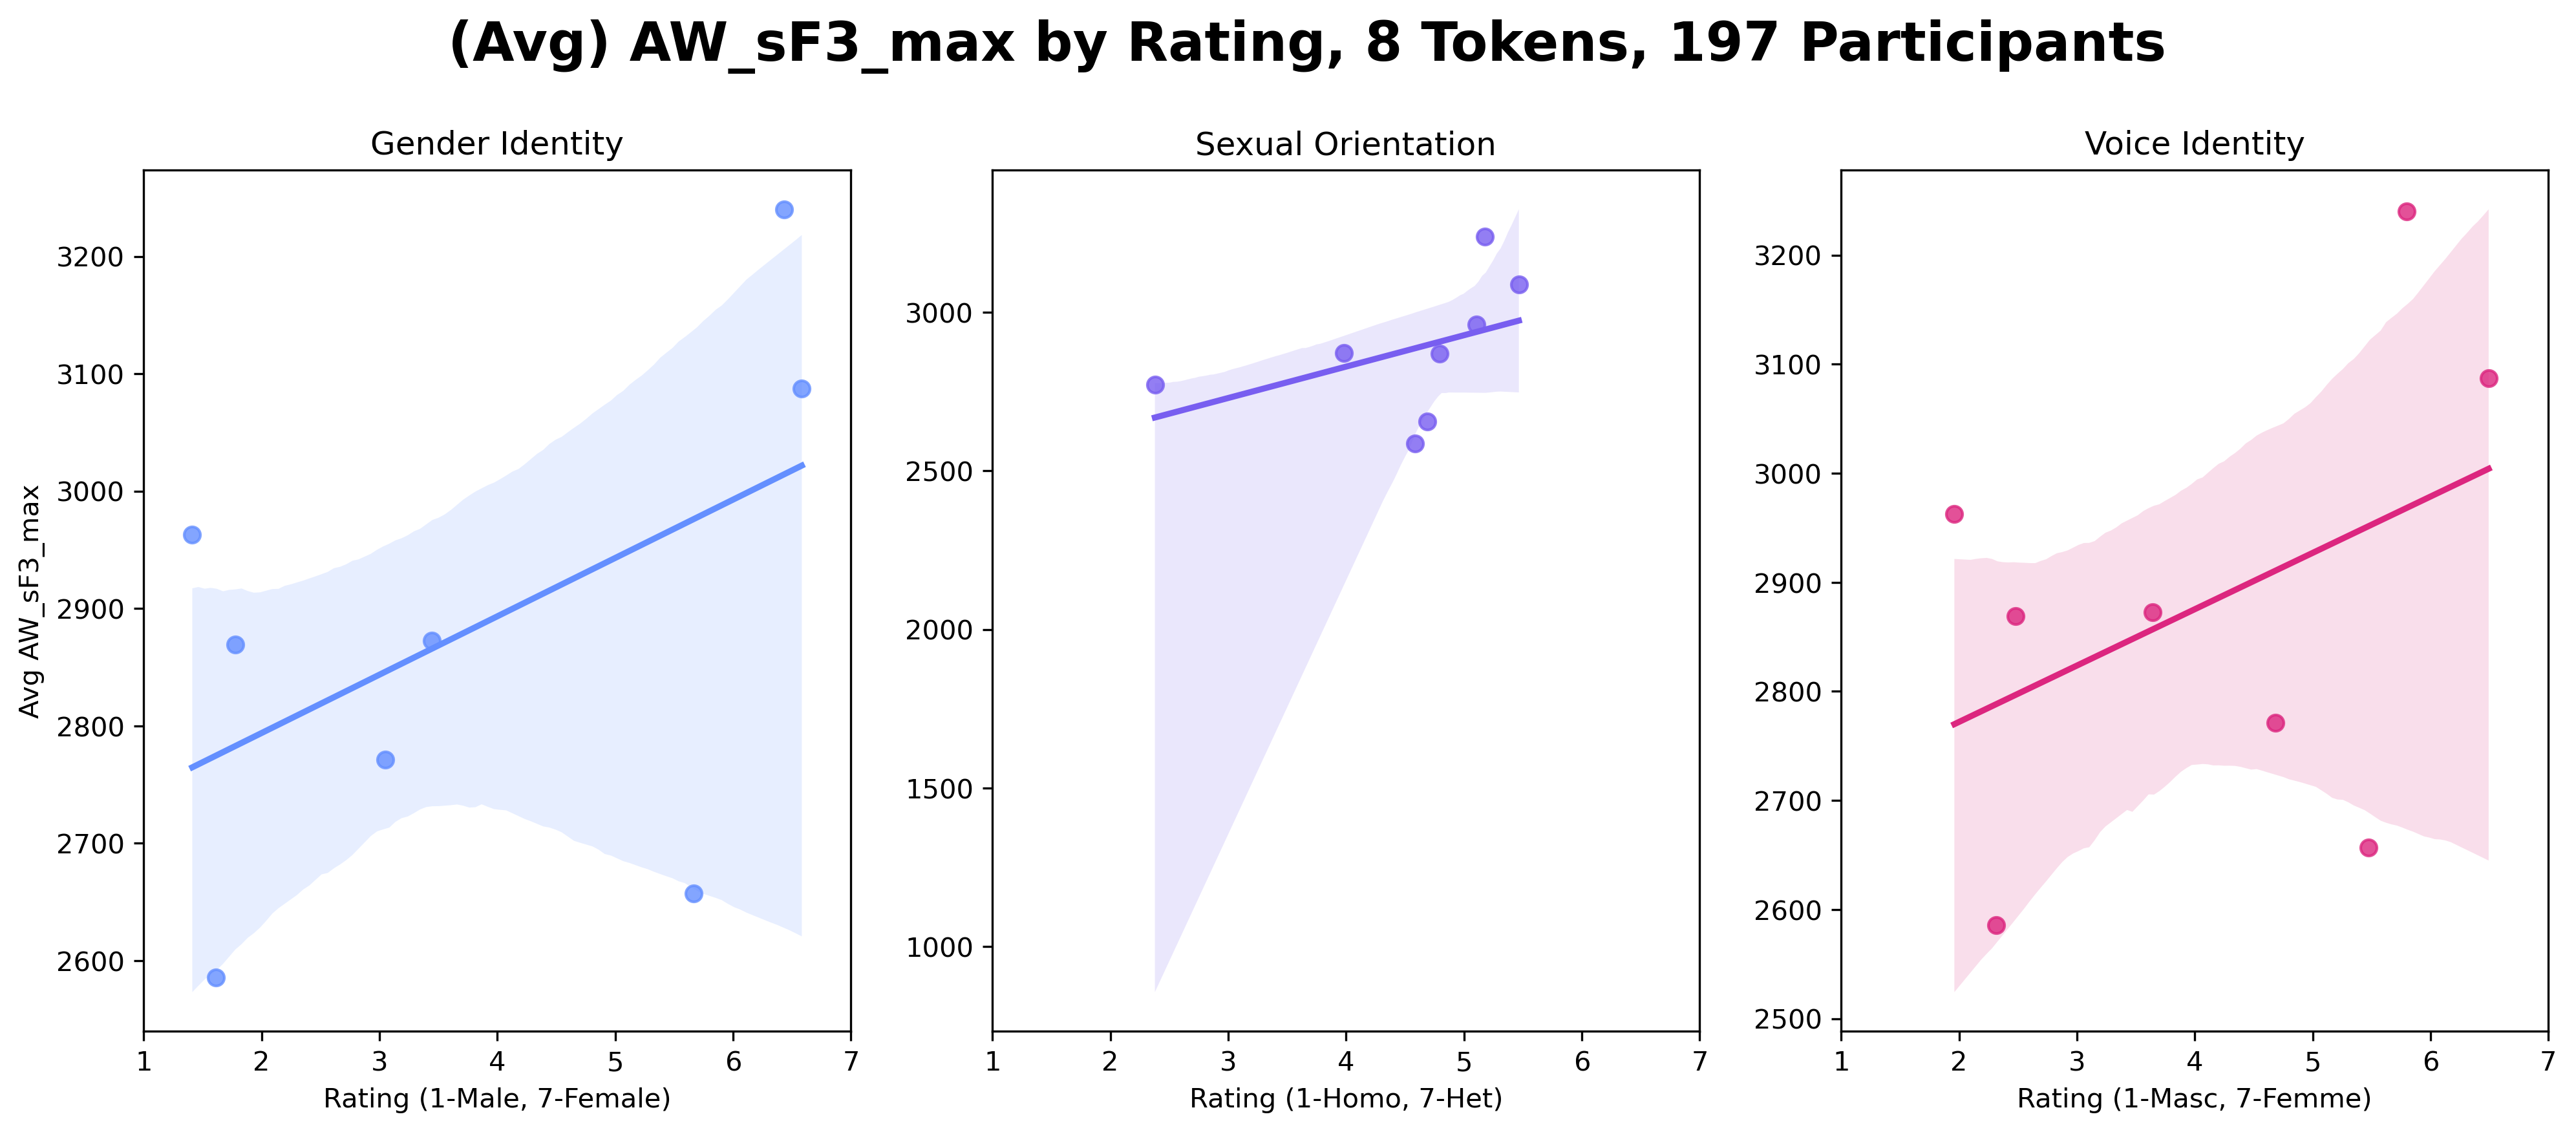 (Avg) AW_sF3_max by Rating, 8 Tokens, 197 Participants
Gender Identity
Avg AW_sF3_max
3200
3100
3000
2900
2800
2700
2600
1 2 3 4 5 6 7
Rating (1-Male, 7-Female)
Sexual Orientation
3000
2500
2000
1500
1000
1 2 3 4 5 6 7
Rating (1-Homo, 7-Het)
Voice Identity
3200
3100
3000
2900
2800
2700
2600
2500
1 2 3 4 5 6 7
Rating (1-Masc, 7-Femme)